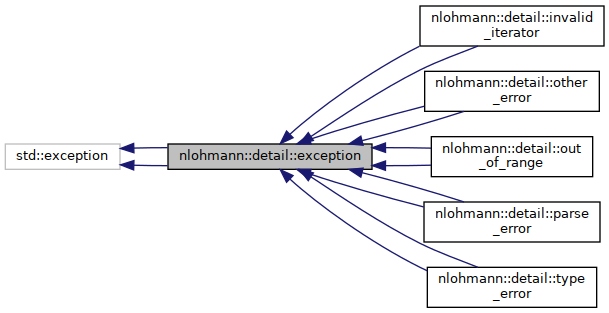 std::exception
nlohmann::detail::exception
nlohmann::detail::invalid
_iterator
nlohmann::detail::other
_error
nlohmann::detail::out
_of_range
nlohmann::detail::parse
_error
nlohmann::detail::type
_error